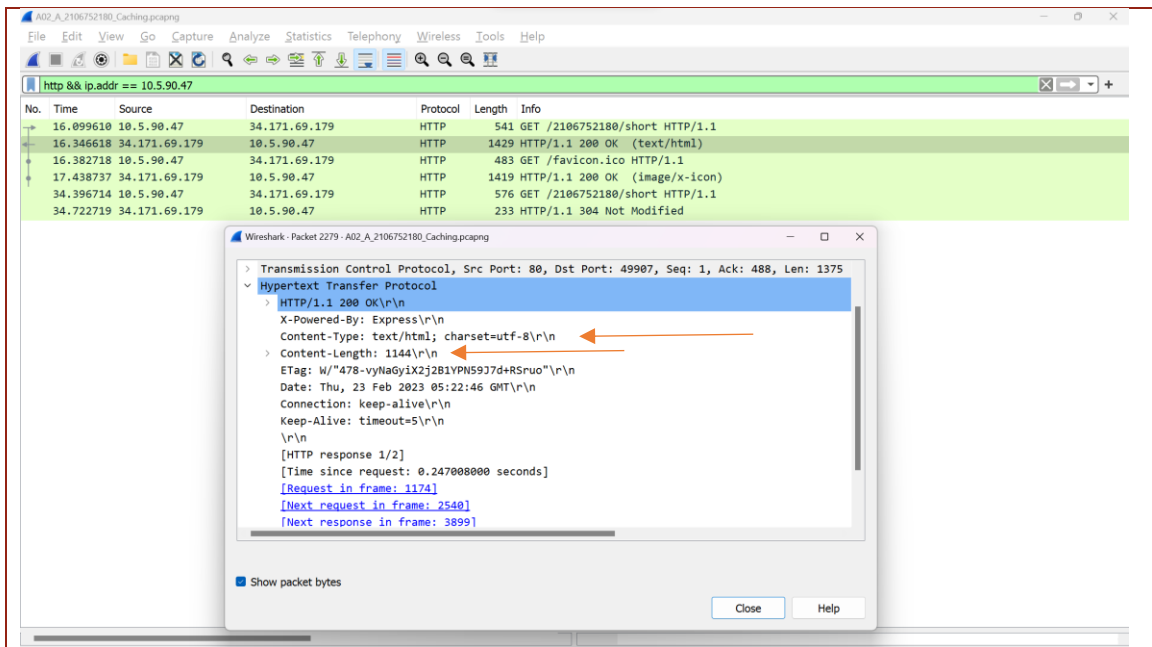 A02_A_2106752180_Caching.pcapng
File Edit View Go Capture Analyze Statistics Telephony Wireless Tools Help
http && ip.addr == 10.5.90.47
No. Time Source Destination Protocol Length Info
16.099610 10.5.90.47 34.171.69.179 HTTP 541 GET /2106752180/short HTTP/1.1
16.346618 34.171.69.179 10.5.90.47 HTTP 1429 HTTP/1.1 200 OK (text/html)
16.382718 10.5.90.47 34.171.69.179 HTTP 483 GET /favicon.ico HTTP/1.1
17.438737 34.171.69.179 10.5.90.47 HTTP 1419 HTTP/1.1 200 OK (image/x-icon)
34.396714 10.5.90.47 34.171.69.179 HTTP 576 GET /2106752180/short HTTP/1.1
34.722719 34.171.69.179 10.5.90.47 HTTP 233 HTTP/1.1 304 Not Modified
Wireshark · Packet 2279 · A02_A_2106752180_Caching.pcapng
Transmission Control Protocol, Src Port: 80, Dst Port: 49907, Seq: 1, Ack: 488, Len: 1375
Hypertext Transfer Protocol
HTTP/1.1 200 OK\r\n
X-Powered-By: Express\r\n
Content-Type: text/html; charset=utf-8\r\n
Content-Length: 1144\r\n
ETag: W/"478-vyNaGyiX2j2B1YPN59J7d+RSruo"\r\n
Date: Thu, 23 Feb 2023 05:22:46 GMT\r\n
Connection: keep-alive\r\n
Keep-Alive: timeout=5\r\n
\r\n
[HTTP response 1/2]
[Time since request: 0.247008000 seconds]
[Request in frame: 1174]
[Next request in frame: 2540]
[Next response in frame: 3899]
Show packet bytes
Close Help